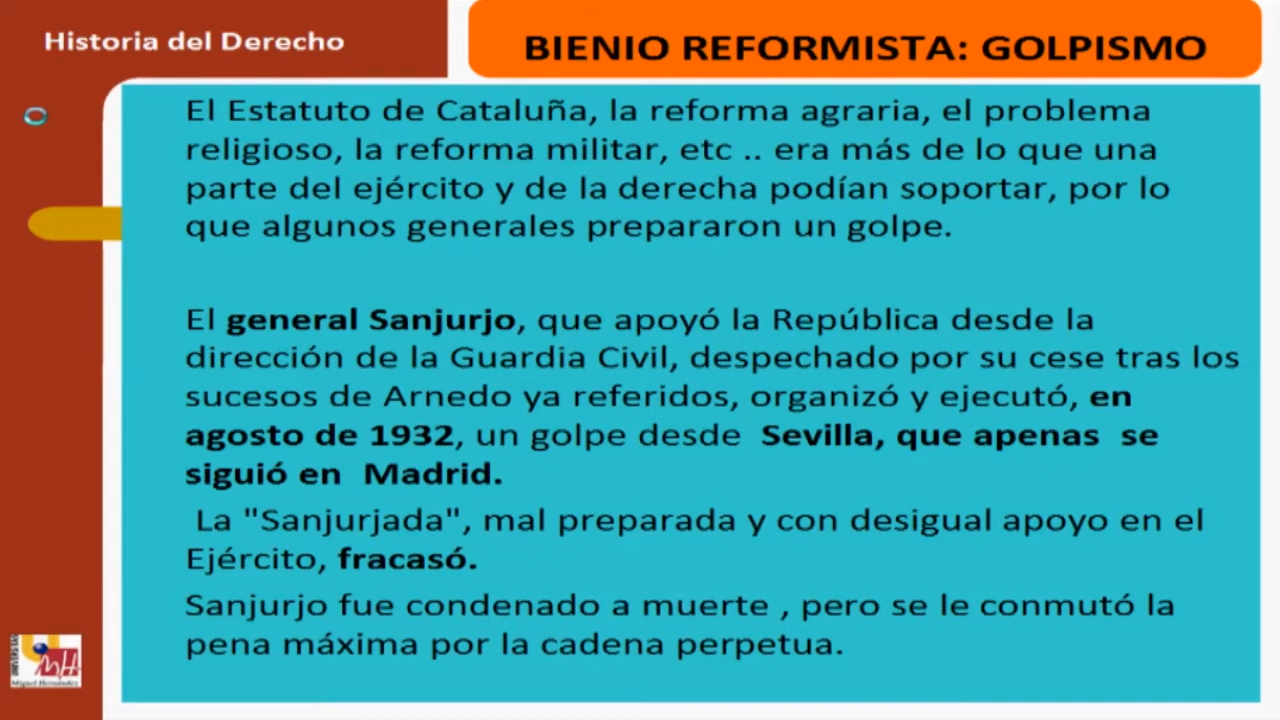 Historia del Derecho
BIENIO REFORMISTA: GOLPISMO
El Estatuto de Cataluña, la reforma agraria, el problema
religioso, la reforma militar, etc .. era más de lo que una
parte del ejército y de la derecha podían soportar, por lo
que algunos generales prepararon un golpe.
El general Sanjurjo, que apoyó la República desde la
dirección de la Guardia Civil, despechado por su cese tras los
sucesos de Arnedo ya referidos, organizó y ejecutó, en
agosto de 1932, un golpe desde Sevilla, que apenas se
siguió en Madrid.
La "Sanjurjada", mal preparada y con desigual apoyo en el
Ejército, fracasó.
Sanjurjo fue condenado a muerte , pero se le conmutó la
pena máxima por la cadena perpetua.
UNIVERSITAS
MH
Miguel Hernández